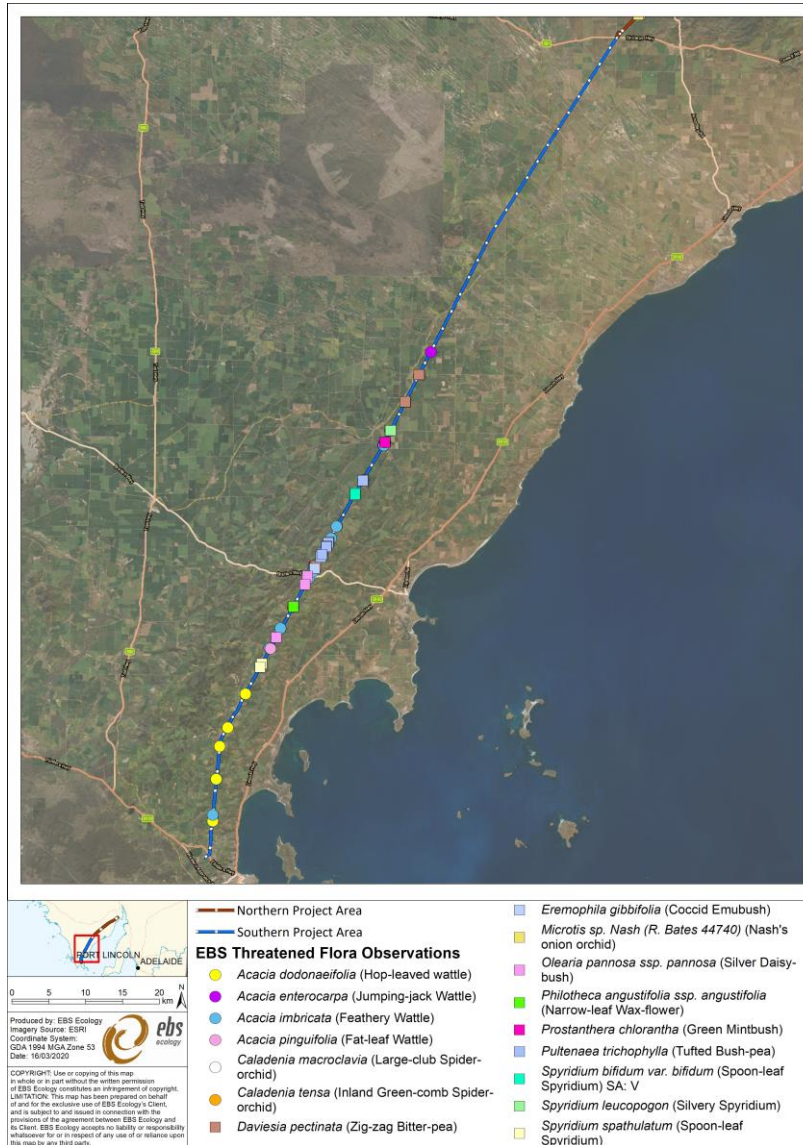 Northern Project Area
Southern Project Area
EBS Threatened Flora Observations
Acacia dodonaeifolia (Hop-leaved wattle)
Acacia enterocarpa (Jumping-jack Wattle)
Acacia imbricata (Feathery Wattle)
Acacia pinguifolia (Fat-leaf Wattle)
Caladenia macroclavia (Large-club Spider-
orchid)
Caladenia tensa (Inland Green-comb Spider-
orchid)
Daviesia pectinata (Zig-zag Bitter-pea)
Eremophila gibbifolia (Coccid Emubush)
Microtis sp. Nash (R. Bates 44740) (Nash's
onion orchid)
Olearia pannosa ssp. pannosa (Silver Daisy-
bush)
Philotheca angustifolia ssp. angustifolia
(Narrow-leaf Wax-flower)
Prostanthera chlorantha (Green Mintbush)
Pultenaea trichophylla (Tufted Bush-pea)
Spyridium bifidum var. bifidum (Spoon-leaf
Spyridium) SA: V
Spyridium leucopogon (Silvery Spyridium)
Spyridium spathulatum (Spoon-leaf
Spyridium)
PORT LINCOLN
ADELAIDE
0 5 10 15 20
km
N
Produced by: EBS Ecology
Imagery Source: ESRI
Coordinate System:
GDA 1994 MGA Zone 53
Date: 16/03/2020
ebs
ecology
COPYRIGHT: Use or copying of this map
in whole or in part without the written permission
of EBS Ecology constitutes an infringement of copyright.
LIMITATION: This map has been prepared on behalf
of and for the exclusive use of EBS Ecology's Client,
and is subject to and issued in connection with the
provisions of the agreement between EBS Ecology and
its Client. EBS Ecology accepts no liability or responsibility
whatsoever for or in respect of any use of or reliance upon
this map by any third party.